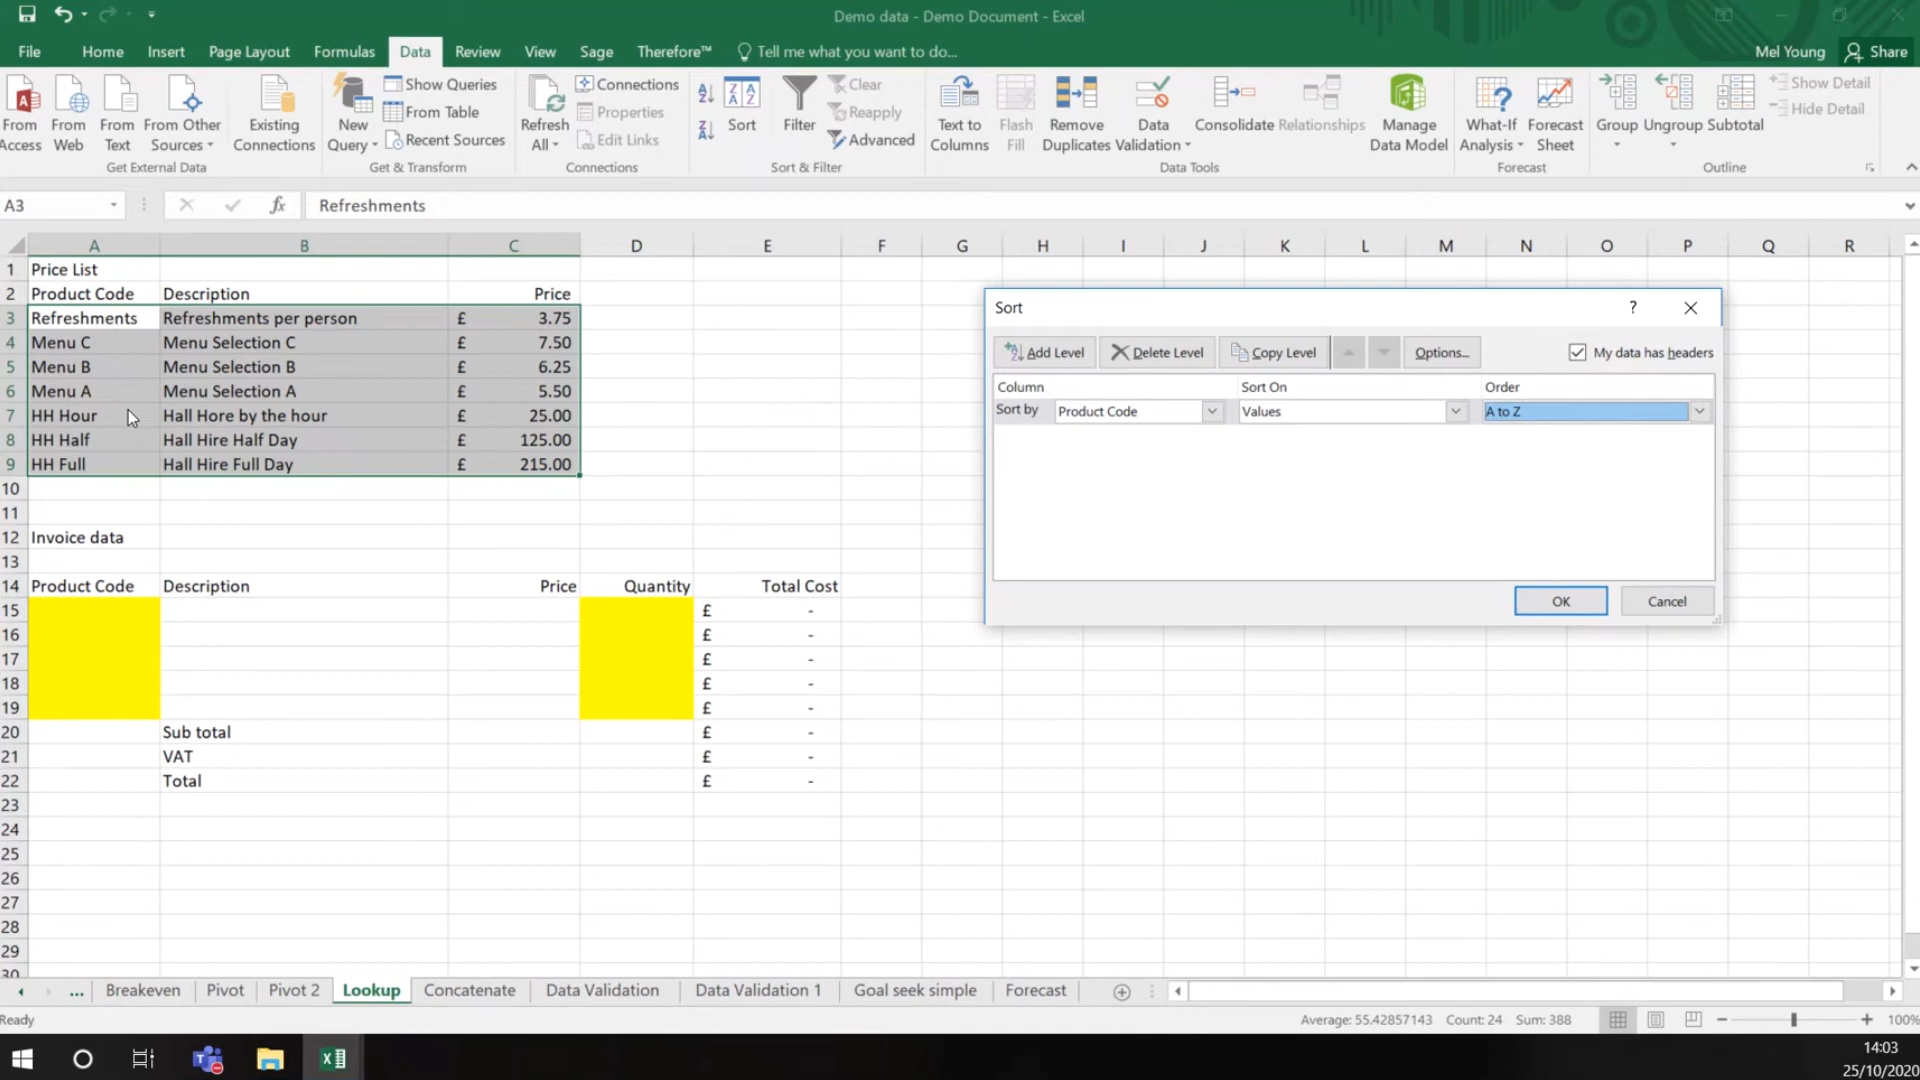 Demo data - Demo Document - Excel
File Home Insert Page Layout Formulas Data Review View Sage Therefore™ Tell me what you want to do... Mel Young Share
From Access From Web From Text From Other Sources Existing Connections New Query Show Queries From Table Recent Sources Refresh All Connections Properties Edit Links Sort Filter Clear Reapply Advanced Text to Columns Flash Fill Remove Duplicates Data Validation Consolidate Relationships Manage Data Model What-If Analysis Forecast Sheet Group Ungroup Subtotal Show Detail Hide Detail
Get External Data Get & Transform Connections Sort & Filter Data Tools Forecast Outline
A3 fx Refreshments
A B C D E F G H I J K L M N O P Q R
1 Price List
2 Product Code Description Price
3 Refreshments Refreshments per person £ 3.75
4 Menu C Menu Selection C £ 7.50
5 Menu B Menu Selection B £ 6.25
6 Menu A Menu Selection A £ 5.50
7 HH Hour Hall Hore by the hour £ 25.00
8 HH Half Hall Hire Half Day £ 125.00
9 HH Full Hall Hire Full Day £ 215.00
10
11
12 Invoice data
13
14 Product Code Description Price Quantity Total Cost
15 £ -
16 £ -
17 £ -
18 £ -
19 £ -
20 Sub total £ -
21 VAT £ -
22 Total £ -
23
24
25
26
27
28
29
30
Sort ?
Add Level Delete Level Copy Level Options... My data has headers
Column Sort On Order
Sort by Product Code Values A to Z
OK Cancel
... Breakeven Pivot Pivot 2 Lookup Concatenate Data Validation Data Validation 1 Goal seek simple Forecast
Ready Average: 55.42857143 Count: 24 Sum: 388 100%
14:03
25/10/2020